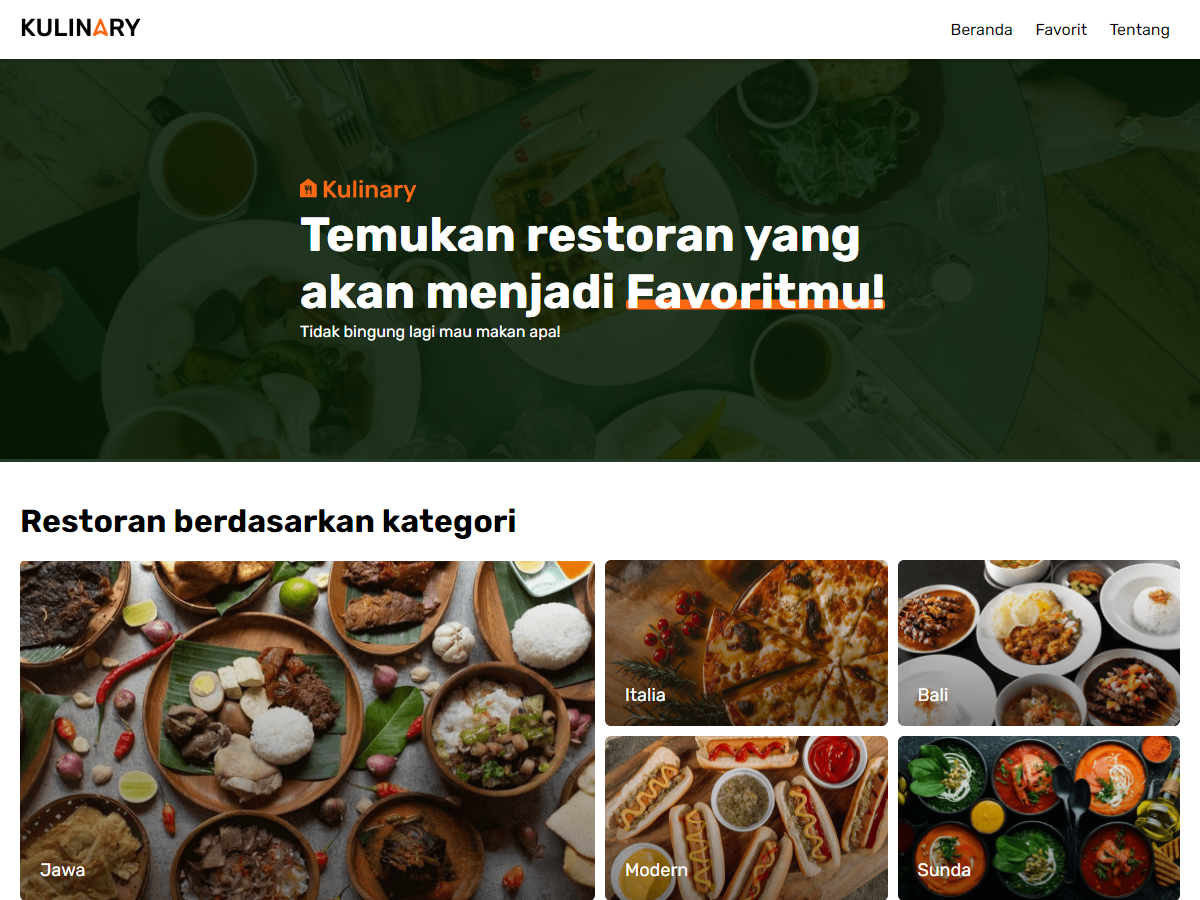 KULINARY
Beranda Favorit Tentang
Kulinary
Temukan restoran yang
akan menjadi Favoritmu!
Tidak bingung lagi mau makan apa!
Restoran berdasarkan kategori
Italia
Bali
Jawa
Modern
Sunda